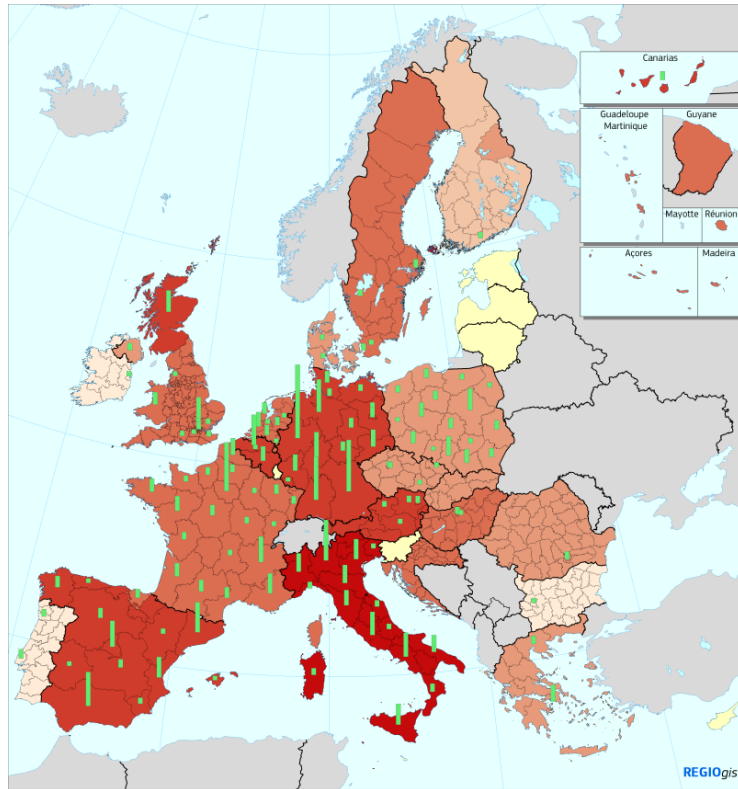 Canarias
Guadeloupe
Martinique
Guyane
Mayotte
Réunion
Açores
Madeira
REGIOgis